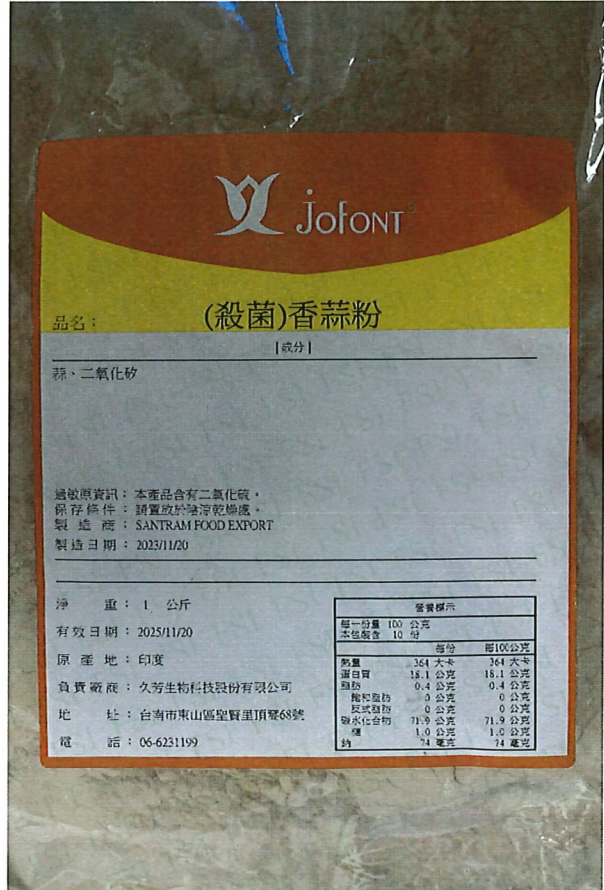 joFONT
品名：
(殺菌)香蒜粉
|成分|
蒜、二氧化矽
過敏原資訊：本產品含有二氧化硫。
保存條件：請置放於陰涼乾燥處。
製造商：SANTRAM FOOD EXPORT
製造日期：2023/11/20
淨重：1 公斤
有效日期：2025/11/20
原產地：印度
負責廠商：久芳生物科技股份有限公司
地址：台南市東山區聖賢里頂窩68號
電話：06-6231199
營養標示
每一份量 100 公克
本包裝含 10 份
每份 每100公克
熱量 364 大卡 364 大卡
蛋白質 18.1 公克 18.1 公克
脂肪 0.4 公克 0.4 公克
飽和脂肪 0 公克 0 公克
反式脂肪 0 公克 0 公克
碳水化合物 71.9 公克 71.9 公克
糖 1.0 公克 1.0 公克
鈉 74 毫克 74 毫克